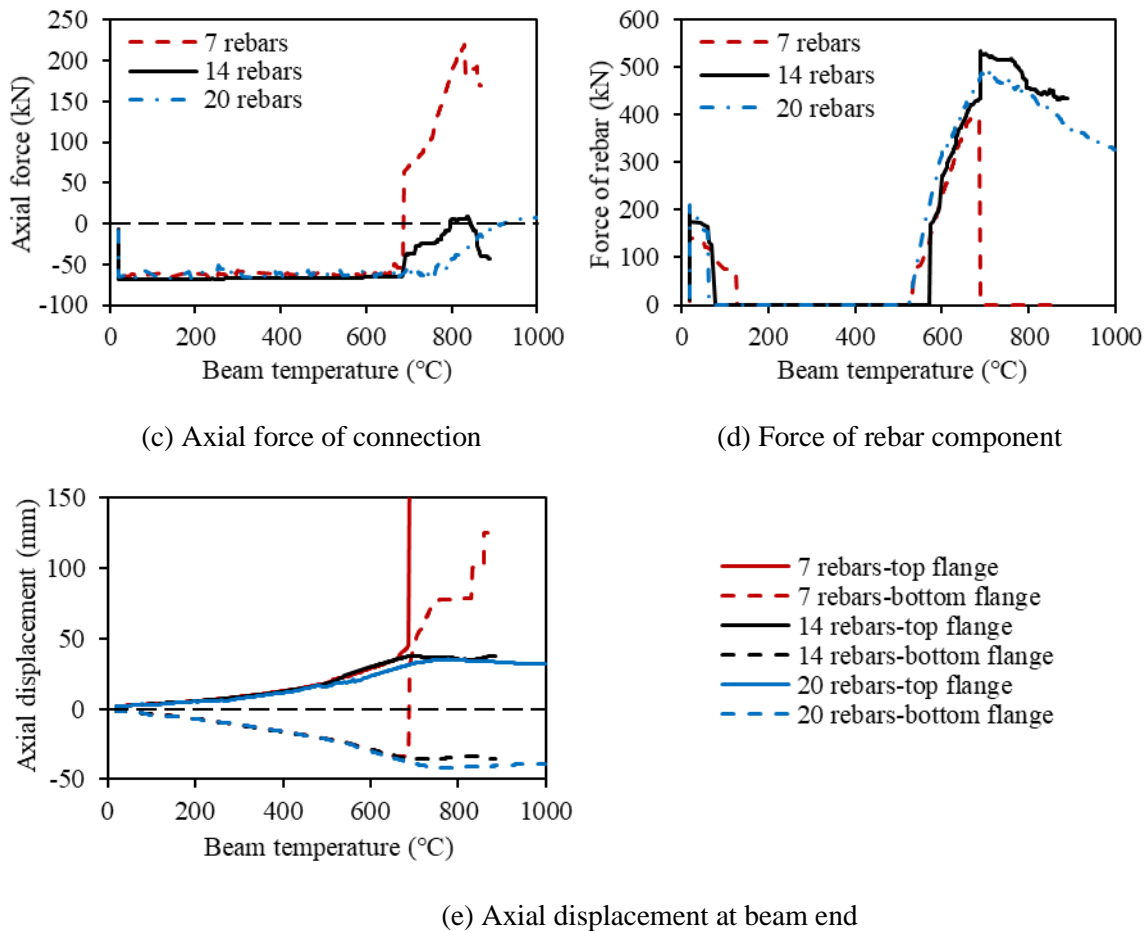 250
200
150
100
50
0
-50
-100
Axial force (kN)
7 rebars
14 rebars
20 rebars
0 200 400 600 800 1000
Beam temperature (°C)
(c) Axial force of connection
600
500
400
300
200
100
0
Force of rebar (kN)
7 rebars
14 rebars
20 rebars
0 200 400 600 800 1000
Beam temperature (°C)
(d) Force of rebar component
150
100
50
0
-50
Axial displacement (mm)
0 200 400 600 800 1000
Beam temperature (°C)
7 rebars-top flange
7 rebars-bottom flange
14 rebars-top flange
14 rebars-bottom flange
20 rebars-top flange
20 rebars-bottom flange
(e) Axial displacement at beam end